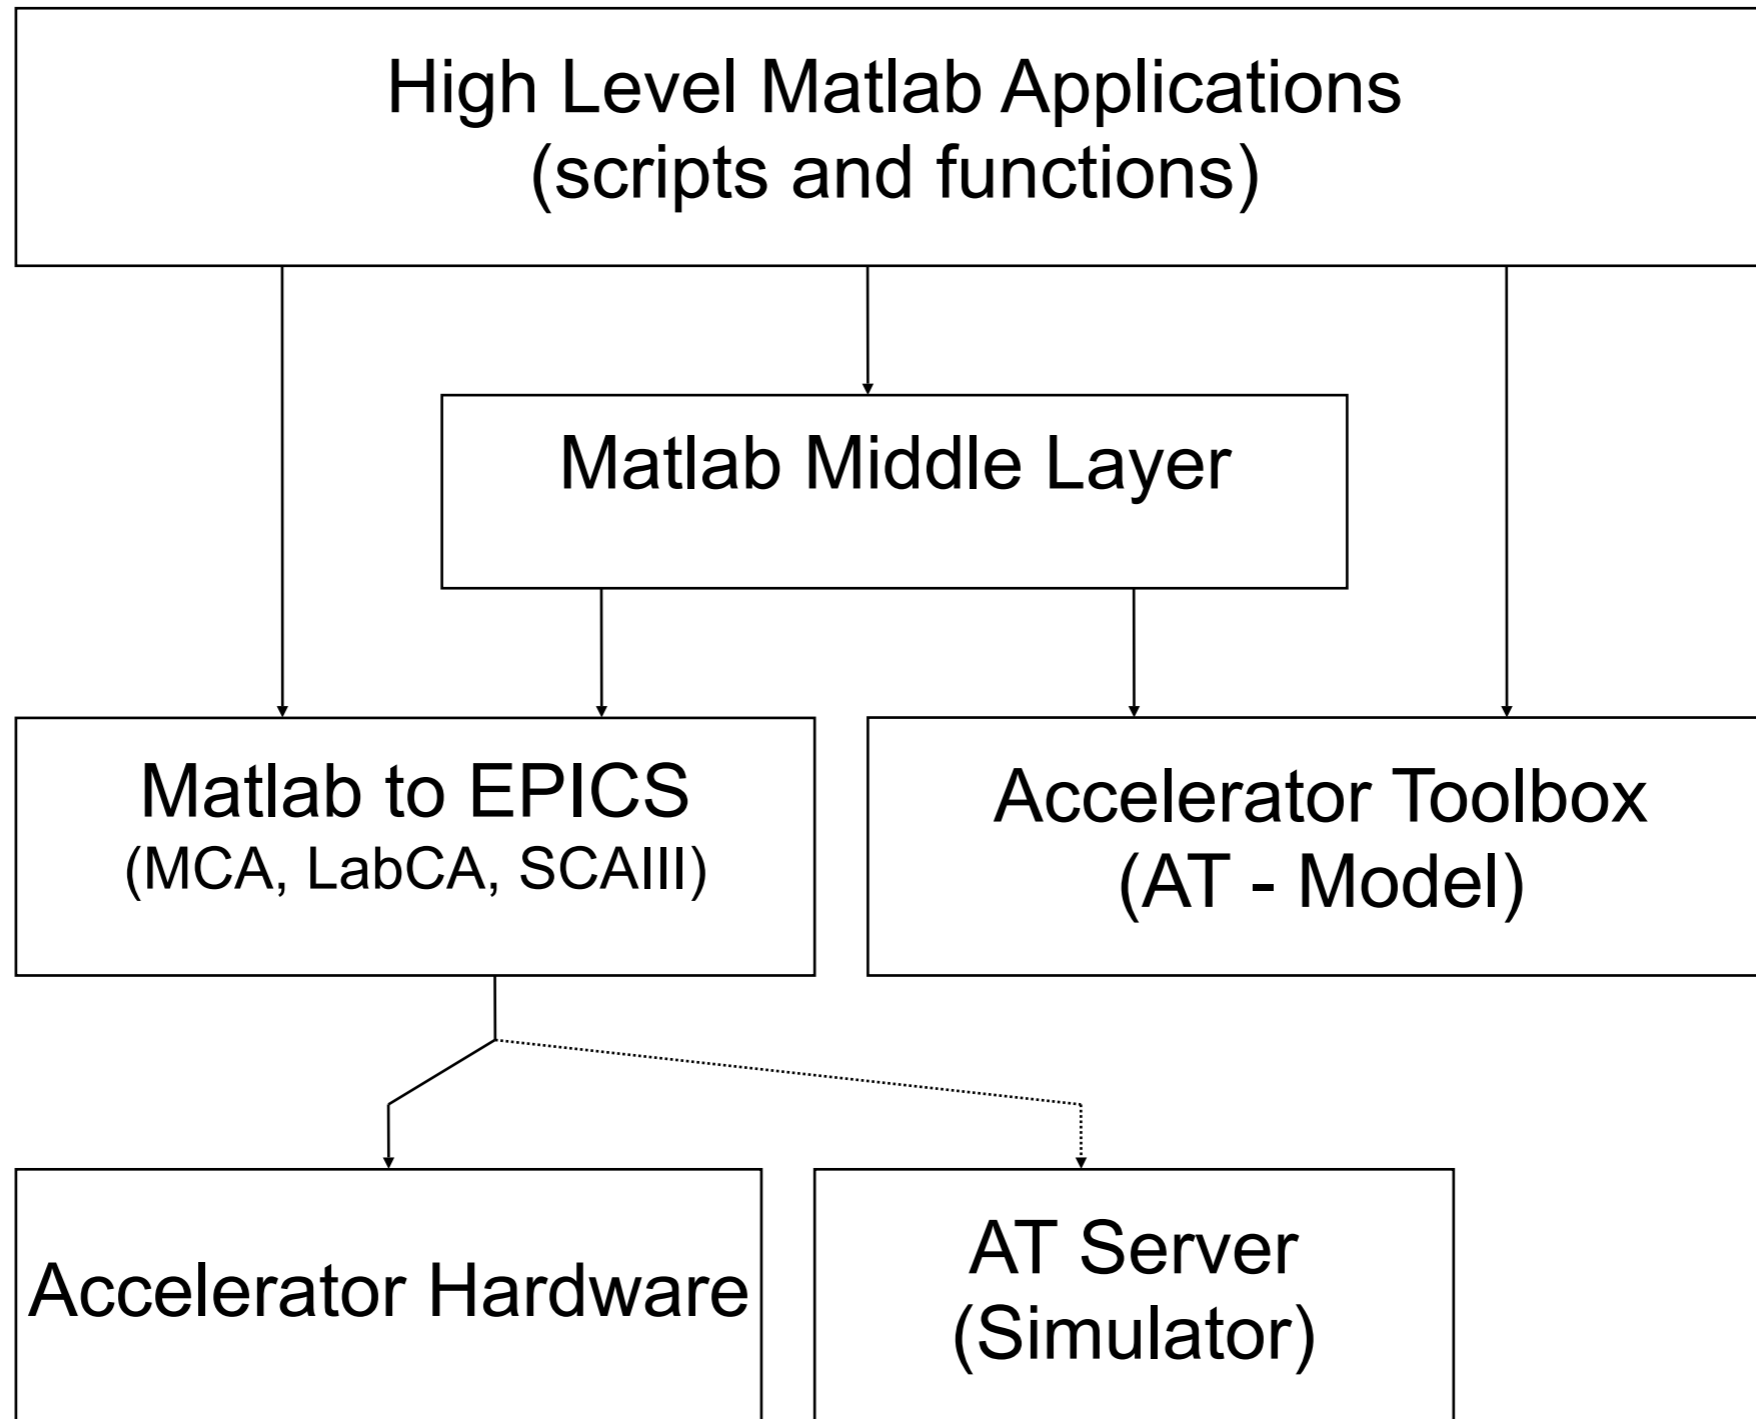 High Level Matlab Applications
(scripts and functions)
Matlab Middle Layer
Matlab to EPICS
(MCA, LabCA, SCAIII)
Accelerator Toolbox
(AT - Model)
Accelerator Hardware
AT Server
(Simulator)